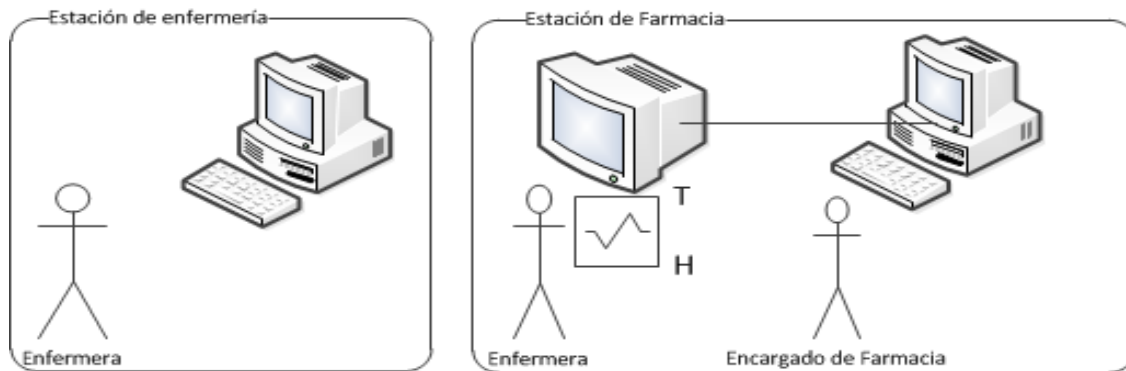 Estación de enfermería
Enfermera
Estación de Farmacia
T
H
Enfermera
Encargado de Farmacia